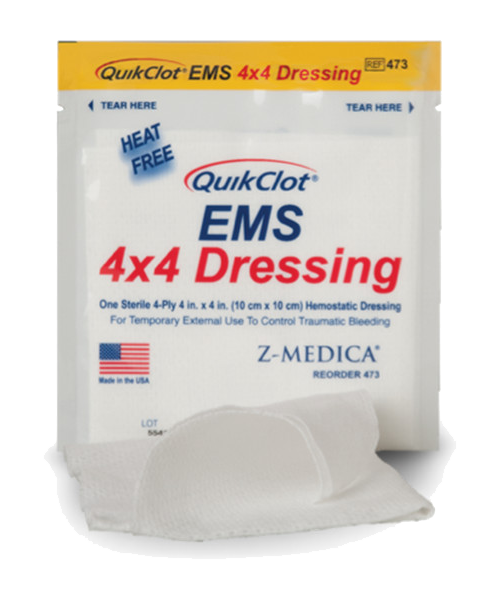 QuikClot® EMS 4x4 Dressing REF 473
TEAR HERE TEAR HERE
HEAT
FREE
QuikClot®
EMS
4x4 Dressing
One Sterile 4-Ply 4 in. x 4 in. (10 cm x 10 cm) Hemostatic Dressing
For Temporary External Use To Control Traumatic Bleeding
Z-MEDICA®
REORDER 473
Made in the USA
LOT